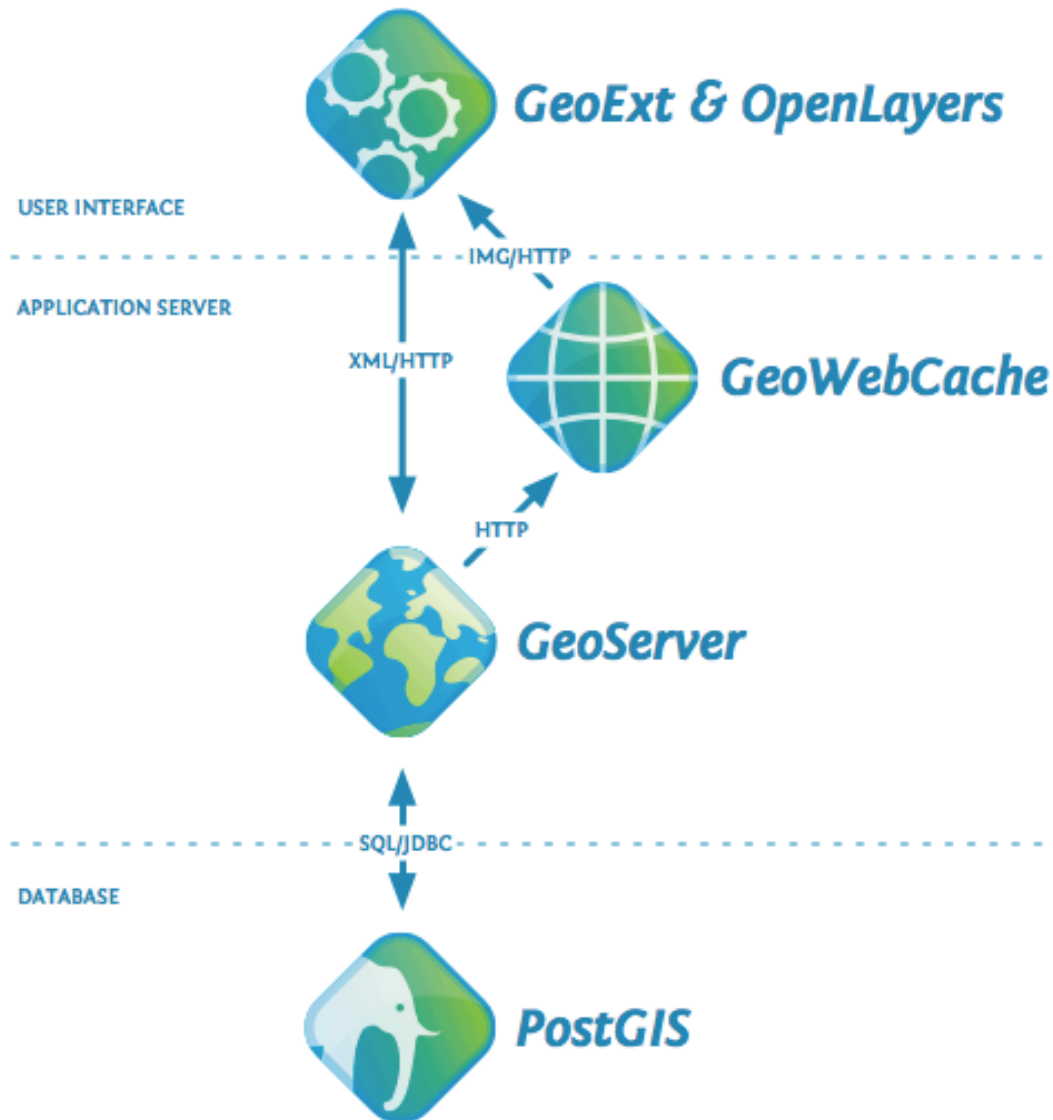 GeoExt & OpenLayers
USER INTERFACE
IMG/HTTP
APPLICATION SERVER
XML/HTTP
GeoWebCache
HTTP
GeoServer
SQL/JDBC
DATABASE
PostGIS